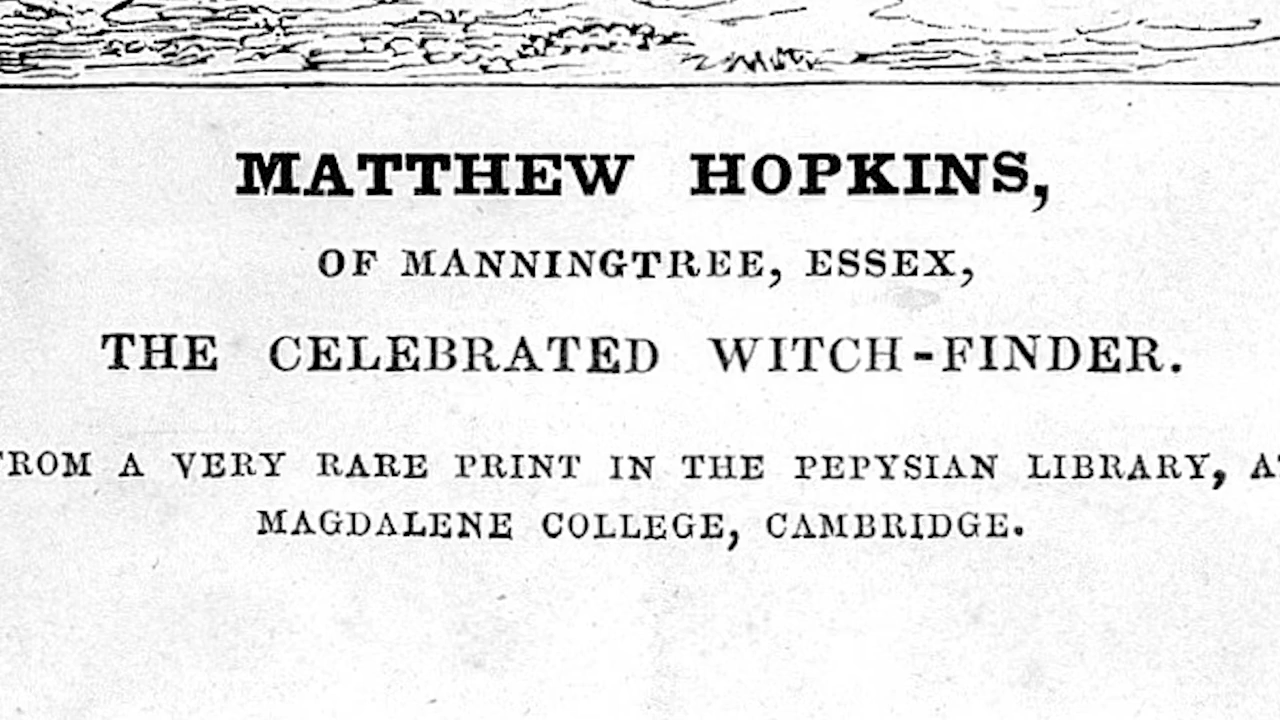 MATTHEW HOPKINS,
OF MANNINGTREE, ESSEX,
THE CELEBRATED WITCH-FINDER.
FROM A VERY RARE PRINT IN THE PEPYSIAN LIBRARY, AT
MAGDALENE COLLEGE, CAMBRIDGE.